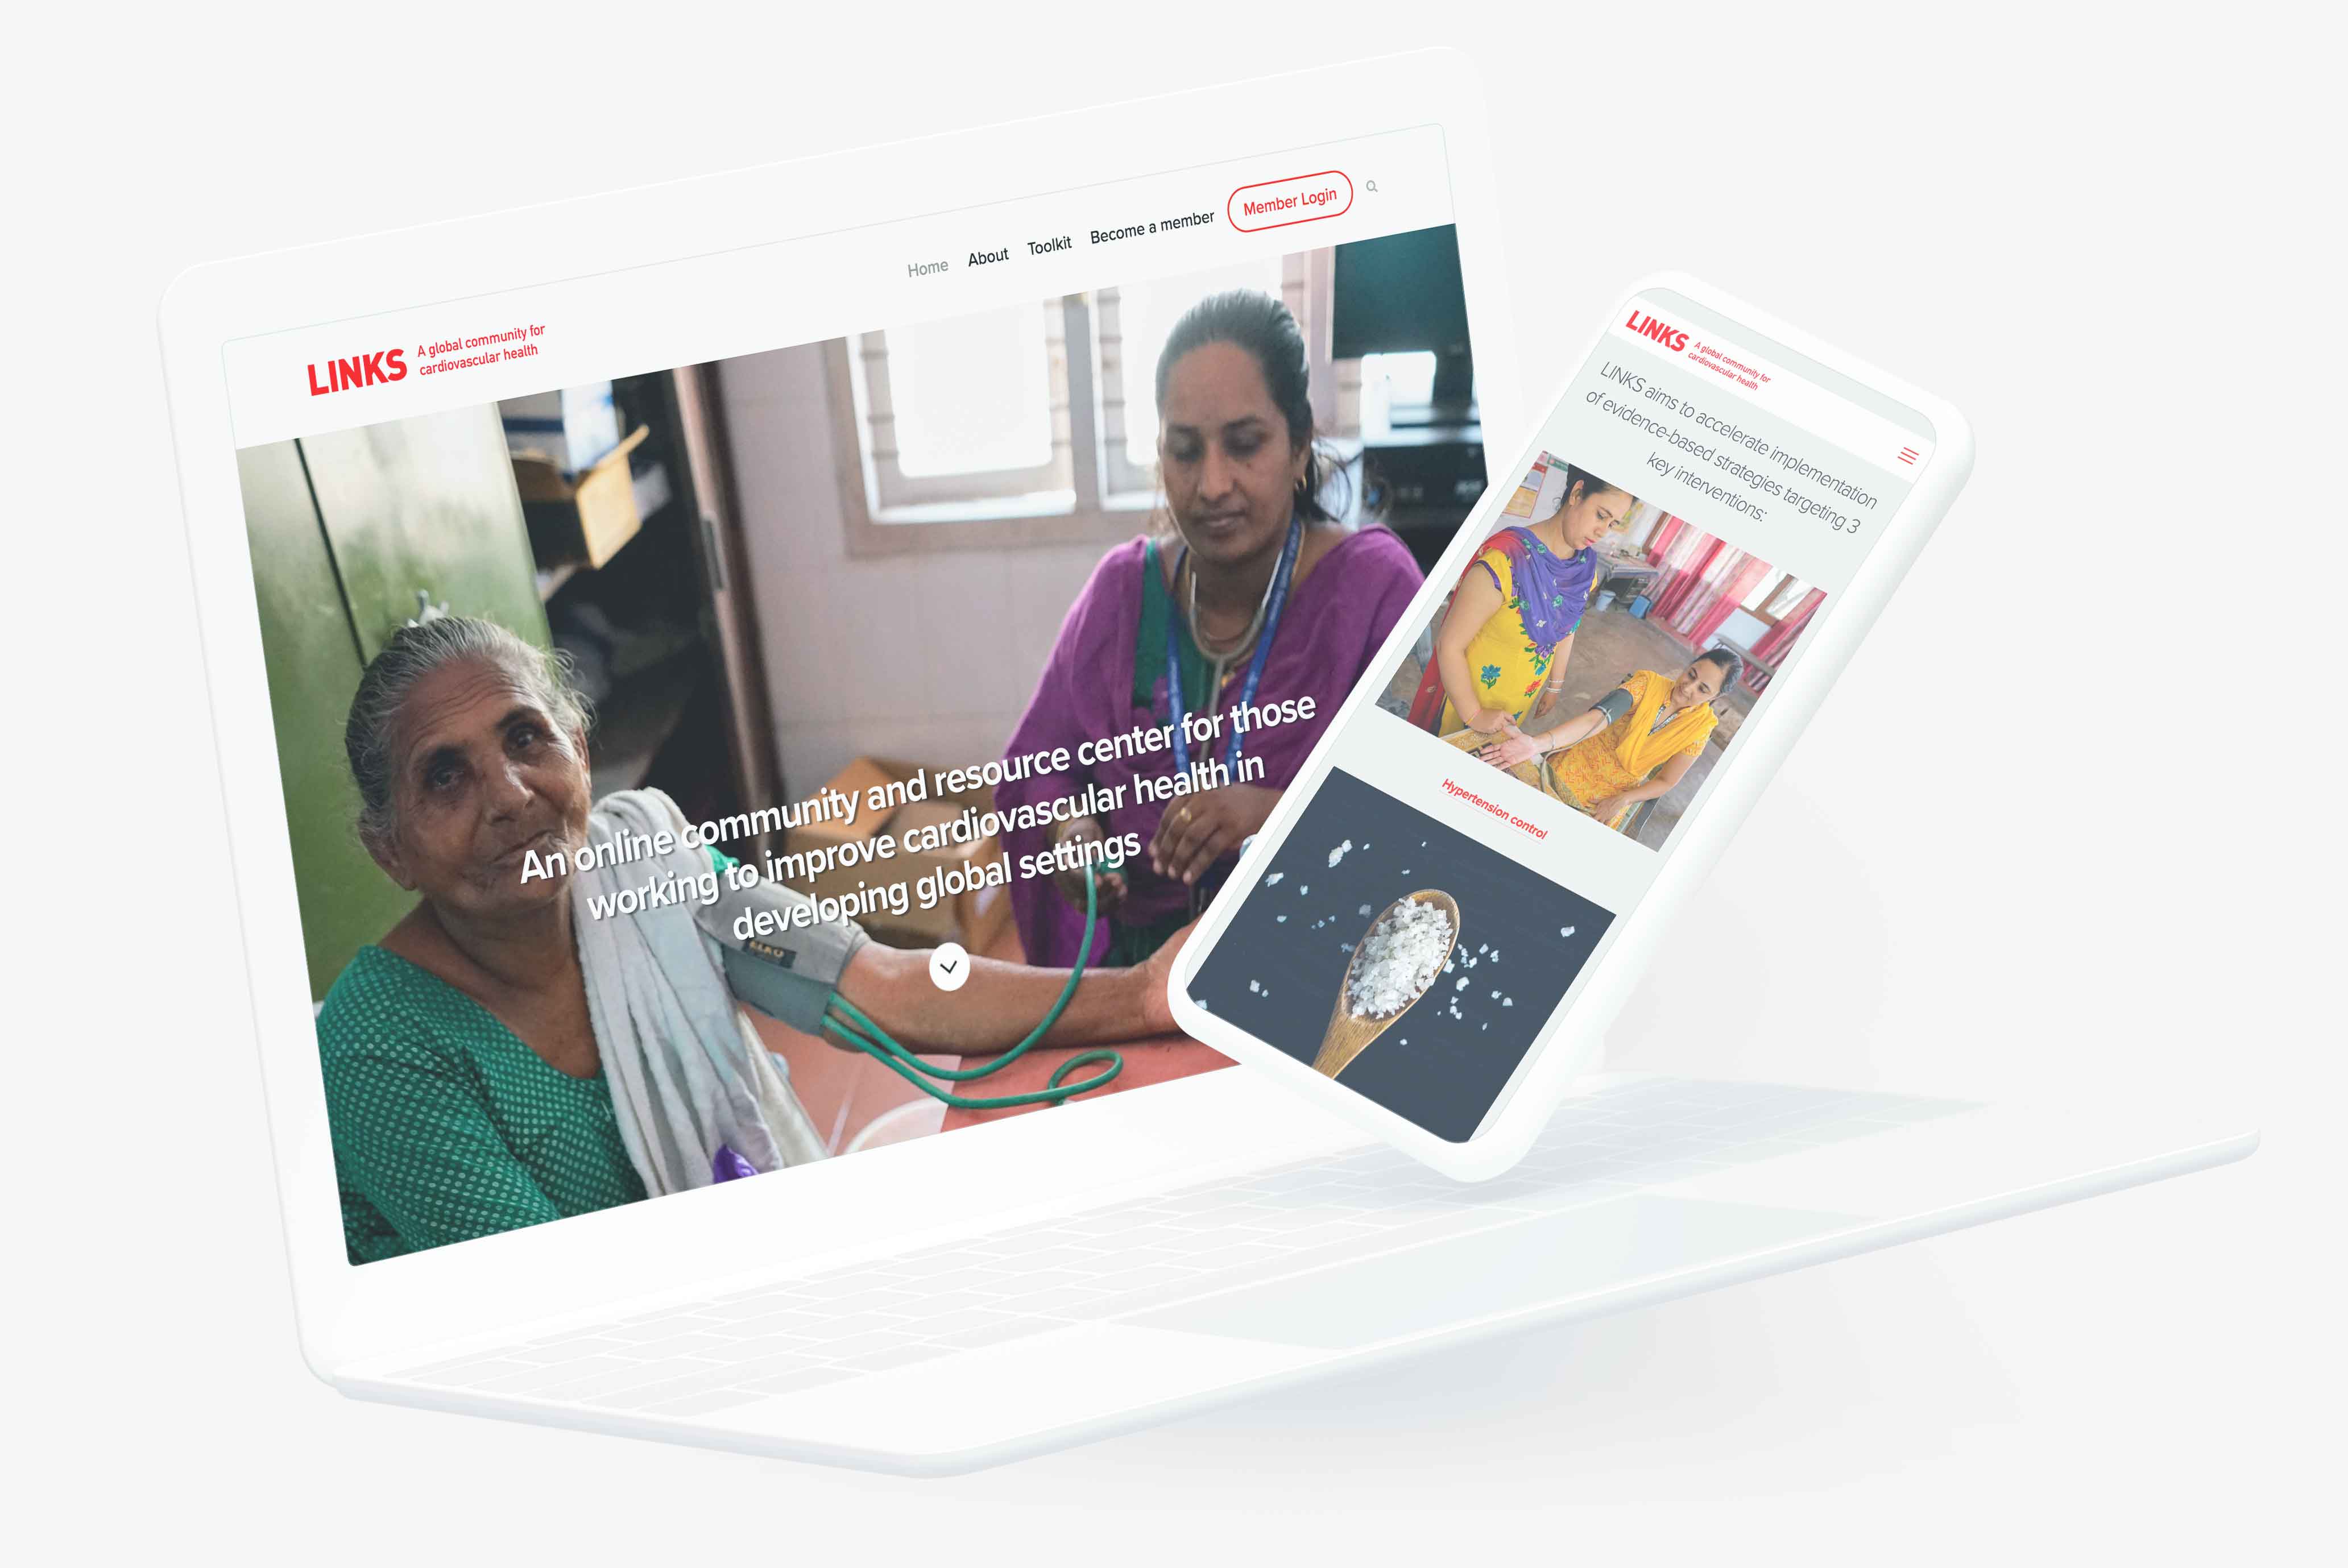 Home About Toolkit Become a member Member Login
LINKS
A global community for
cardiovascular health
An online community and resource center for those
working to improve cardiovascular health in
developing global settings
LINKS
A global community for
cardiovascular health
LINKS aims to accelerate implementation
of evidence-based strategies targeting 3
key interventions:
Hypertension control